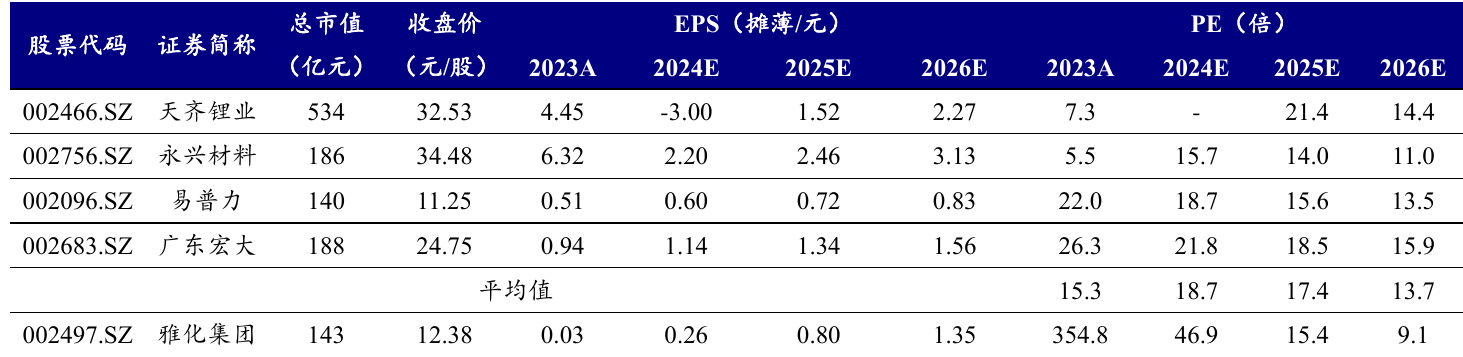 股票代码 证券简称 总市值（亿元） 收盘价（元/股） EPS（摊薄/元） PE（倍）
2023A 2024E 2025E 2026E 2023A 2024E 2025E 2026E
002466.SZ 天齐锂业 534 32.53 4.45 -3.00 1.52 2.27 7.3 - 21.4 14.4
002756.SZ 永兴材料 186 34.48 6.32 2.20 2.46 3.13 5.5 15.7 14.0 11.0
002096.SZ 易普力 140 11.25 0.51 0.60 0.72 0.83 22.0 18.7 15.6 13.5
002683.SZ 广东宏大 188 24.75 0.94 1.14 1.34 1.56 26.3 21.8 18.5 15.9
平均值 15.3 18.7 17.4 13.7
002497.SZ 雅化集团 143 12.38 0.03 0.26 0.80 1.35 354.8 46.9 15.4 9.1